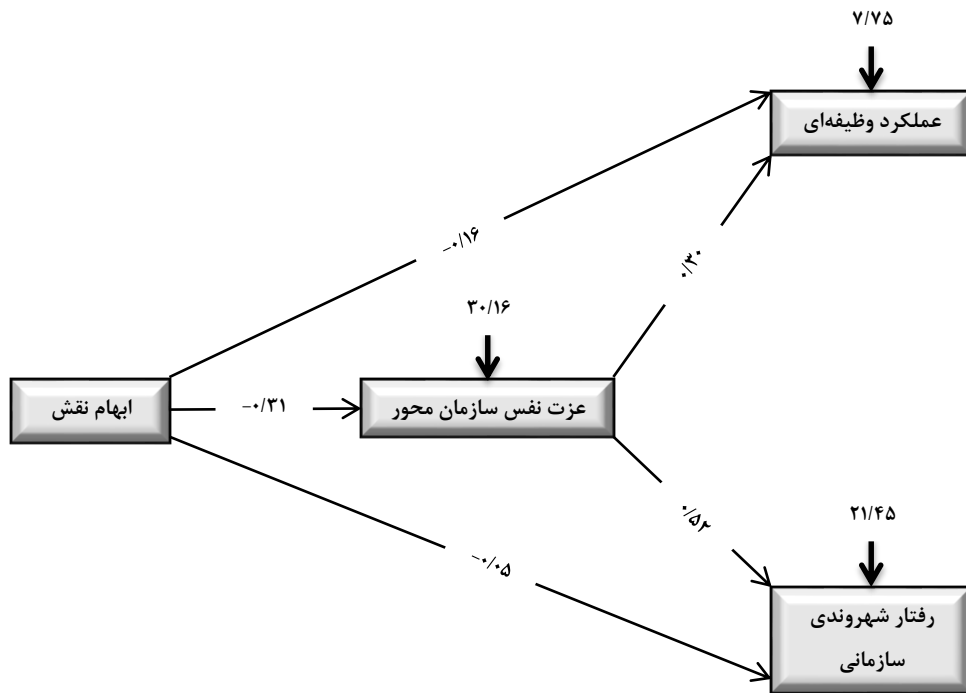 ۷/۷۵
عملکرد وظیفه‌ای
−۰/۱۶
۰/۳۰
۳۰/۱۶
ابهام نقش
−۰/۳۱
عزت نفس سازمان محور
۰/۵۲
۲۱/۴۵
−۰/۰۵
رفتار شهروندی
سازمانی